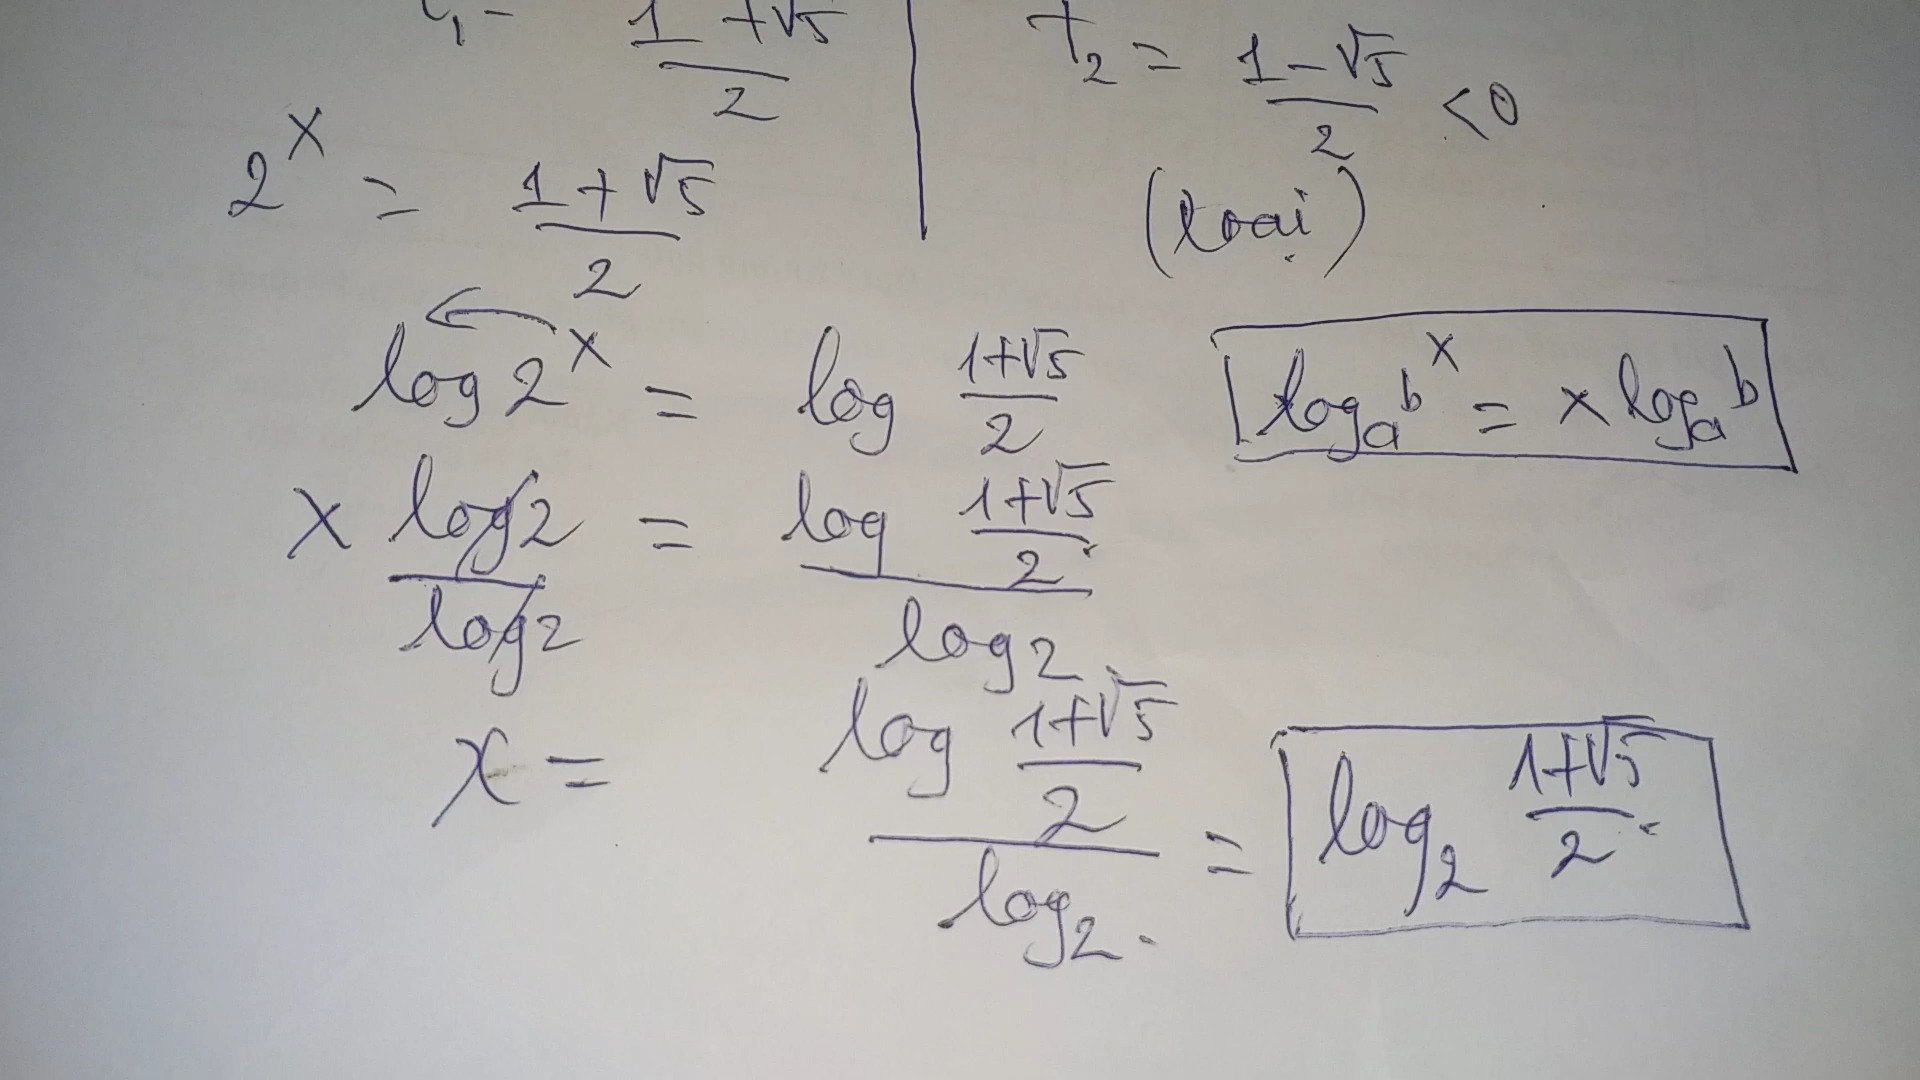 t₁ = (1+√5)/2 | t₂ = (1-√5)/2 < 0
2^x = (1+√5)/2 (loại)
log 2^x = log (1+√5)/2
log_a b^x = x log_a b
x log2/log2 = (log (1+√5)/2)/log2
x = (log (1+√5)/2)/log2. = log₂ (1+√5)/2.